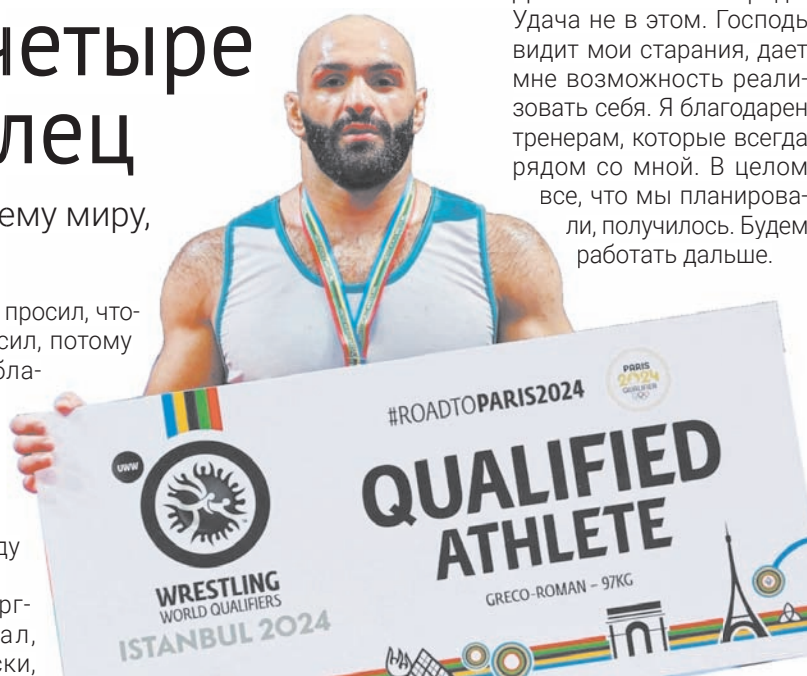 четыре
лец
ему миру,
просил, что-
сил, потому
бла-
ду
рг-
ал,
ски,
Удача не в этом. Господь
видит мои старания, дает
мне возможность реали-
зовать себя. Я благодарен
тренерам, которые всегда
рядом со мной. В целом
все, что мы планирова-
ли, получилось. Будем
работать дальше.
#ROADTOPARIS2024
PARIS
2024
QUALIFIER
UWW
QUALIFIED
ATHLETE
GRECO-ROMAN – 97KG
WRESTLING
WORLD QUALIFIERS
ISTANBUL 2024